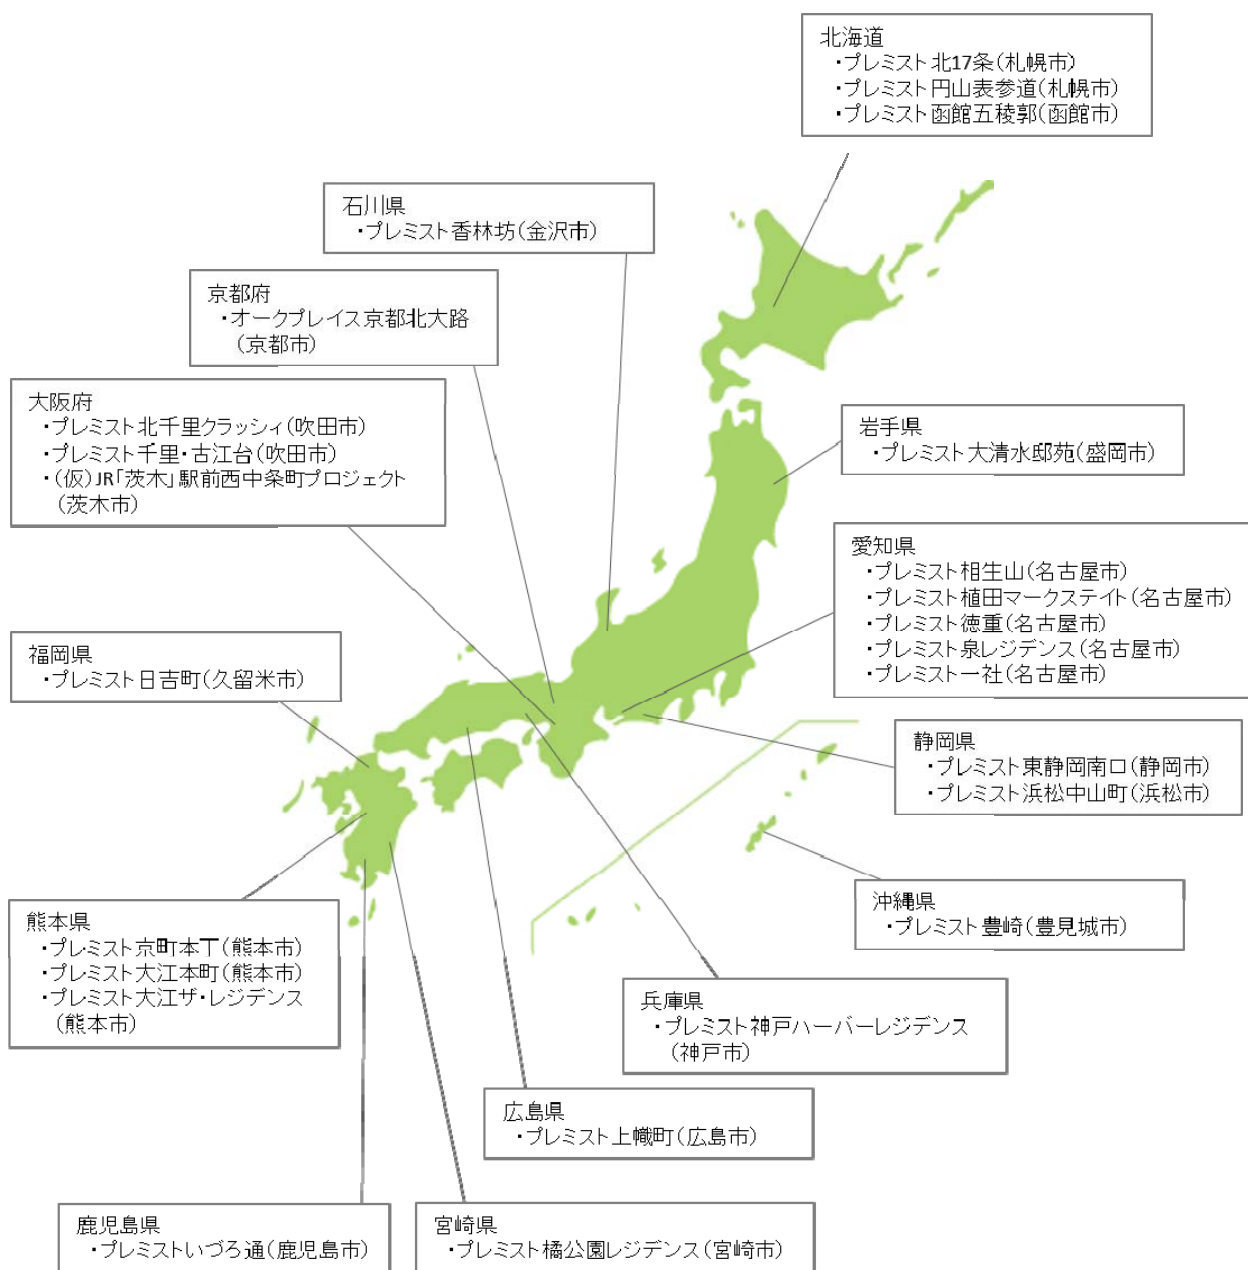 北海道
・プレミスト北17条(札幌市)
・プレミスト円山表参道(札幌市)
・プレミスト函館五稜郭(函館市)
石川県
・プレミスト香林坊(金沢市)
京都府
・オークプレイス京都北大路
(京都市)
大阪府
・プレミスト北千里クラッシィ(吹田市)
・プレミスト千里・古江台(吹田市)
・(仮)JR「茨木」駅前西中条町プロジェクト
(茨木市)
岩手県
・プレミスト大清水邸苑(盛岡市)
愛知県
・プレミスト相生山(名古屋市)
・プレミスト植田マークステイト(名古屋市)
・プレミスト徳重(名古屋市)
・プレミスト泉レジデンス(名古屋市)
・プレミスト一社(名古屋市)
福岡県
・プレミスト日吉町(久留米市)
静岡県
・プレミスト東静岡南口(静岡市)
・プレミスト浜松中山町(浜松市)
沖縄県
・プレミスト豊崎(豊見城市)
熊本県
・プレミスト京町本丁(熊本市)
・プレミスト大江本町(熊本市)
・プレミスト大江ザ・レジデンス
(熊本市)
兵庫県
・プレミスト神戸ハーバーレジデンス
(神戸市)
広島県
・プレミスト上幟町(広島市)
鹿児島県
・プレミストいづろ通(鹿児島市)
宮崎県
・プレミスト橘公園レジデンス(宮崎市)